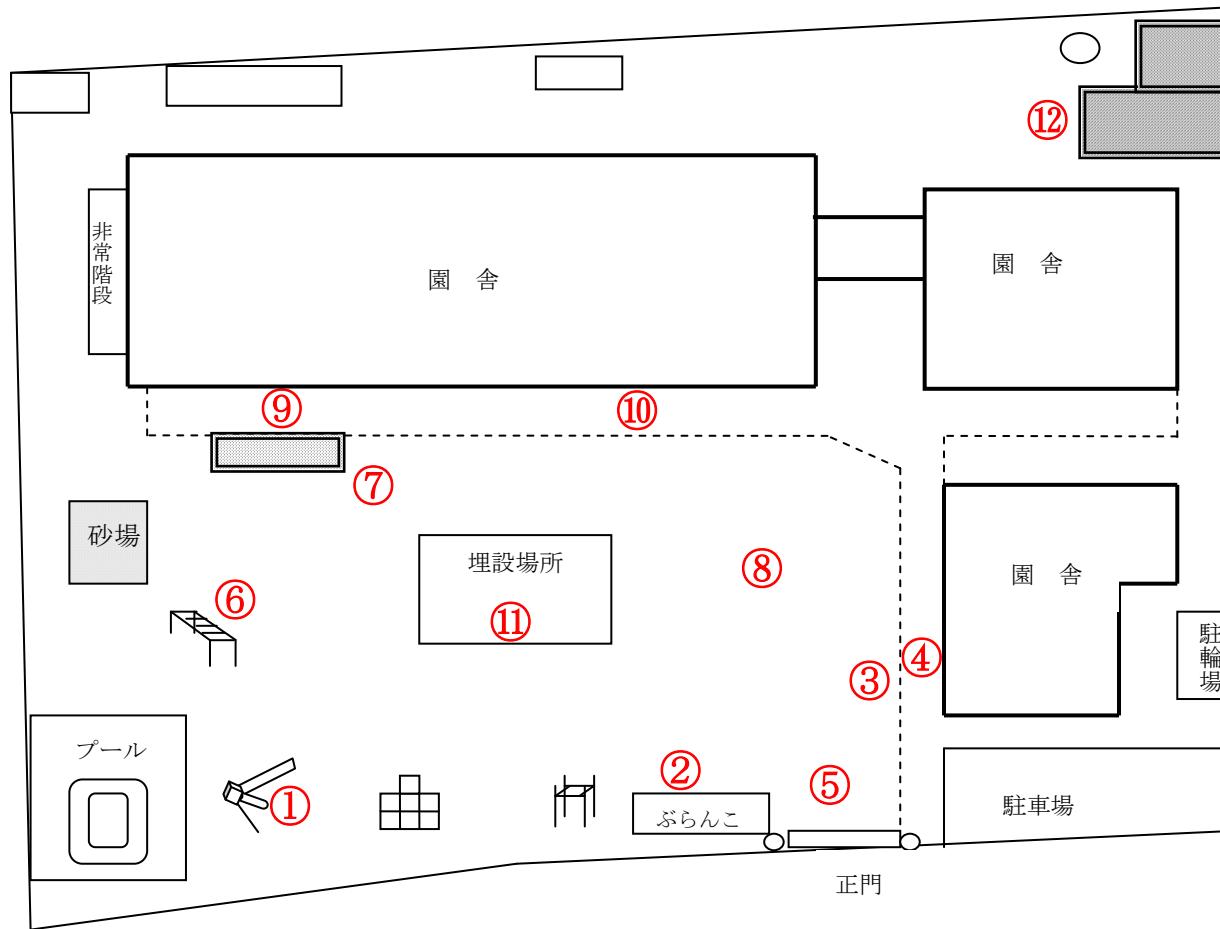 ⑫
非常階段
園　舎
園　舎
⑨
⑩
⑦
砂場
埋設場所
⑧
園　舎
⑥
⑪
④
③
駐輪場
プール
②
⑤
①
ぶらんこ
駐車場
正門